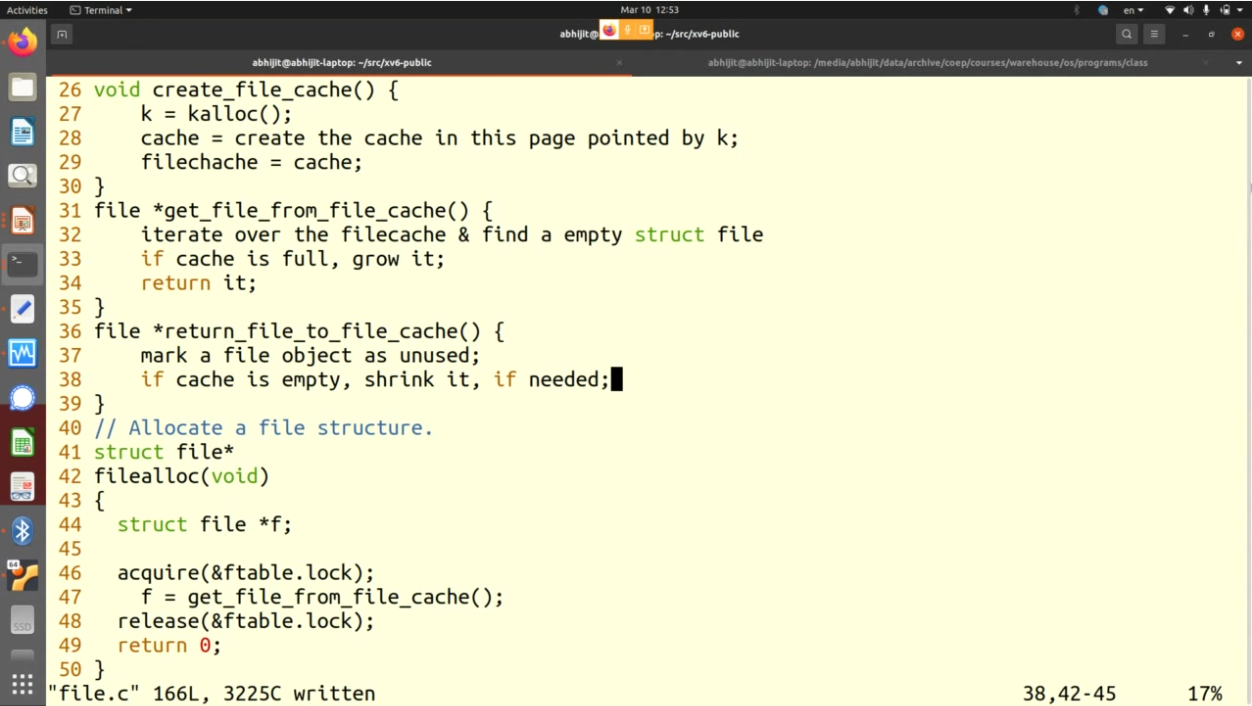 Activities
Terminal
Mar 10 12:53
en
abhijit@
p: ~/src/xv6-public
abhijit@abhijit-laptop: ~/src/xv6-public
abhijit@abhijit-laptop: /media/abhijit/data/archive/coep/courses/warehouse/os/programs/class
26 void create_file_cache() {
27 k = kalloc();
28 cache = create the cache in this page pointed by k;
29 filechache = cache;
30 }
31 file *get_file_from_file_cache() {
32 iterate over the filecache & find a empty struct file
33 if cache is full, grow it;
34 return it;
35 }
36 file *return_file_to_file_cache() {
37 mark a file object as unused;
38 if cache is empty, shrink it, if needed;
39 }
40 // Allocate a file structure.
41 struct file*
42 filealloc(void)
43 {
44 struct file *f;
45
46 acquire(&ftable.lock);
47 f = get_file_from_file_cache();
48 release(&ftable.lock);
49 return 0;
50 }
"file.c" 166L, 3225C written
38,42-45
17%
64
SSD